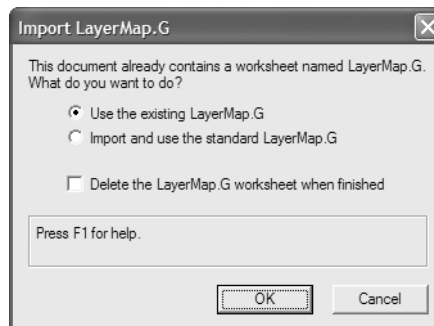 Import LayerMap.G
This document already contains a worksheet named LayerMap.G.
What do you want to do?
Use the existing LayerMap.G
Import and use the standard LayerMap.G
Delete the LayerMap.G worksheet when finished
Press F1 for help.
OK
Cancel